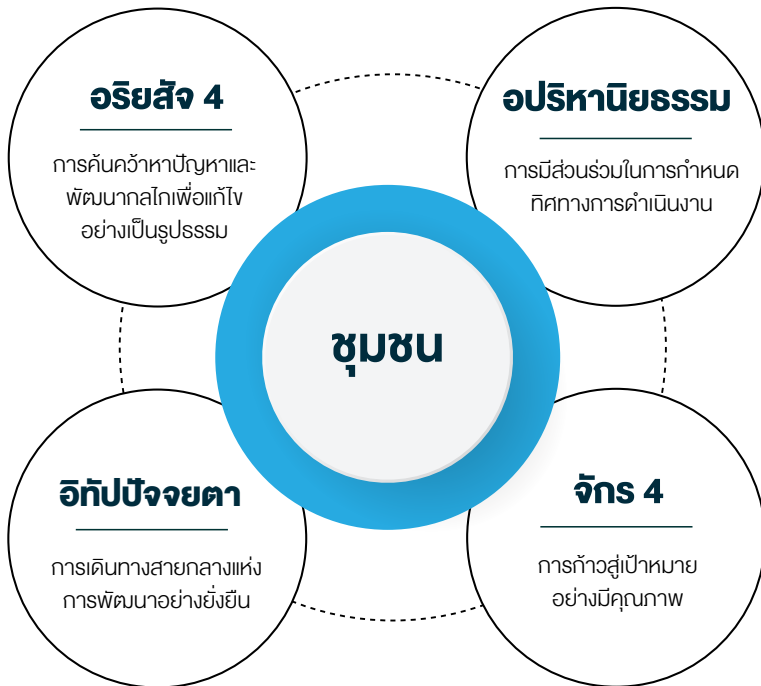 อริยสัจ 4
การค้นคว้าหาปัญหาและ
พัฒนากลไกเพื่อแก้ไข
อย่างเป็นรูปธรรม
อปริหานิยธรรม
การมีส่วนร่วมในการกำหนด
ทิศทางการดำเนินงาน
ชุมชน
อิทัปปัจจยตา
การเดินทางสายกลางแห่ง
การพัฒนาอย่างยั่งยืน
จักร 4
การก้าวสู่เป้าหมาย
อย่างมีคุณภาพ